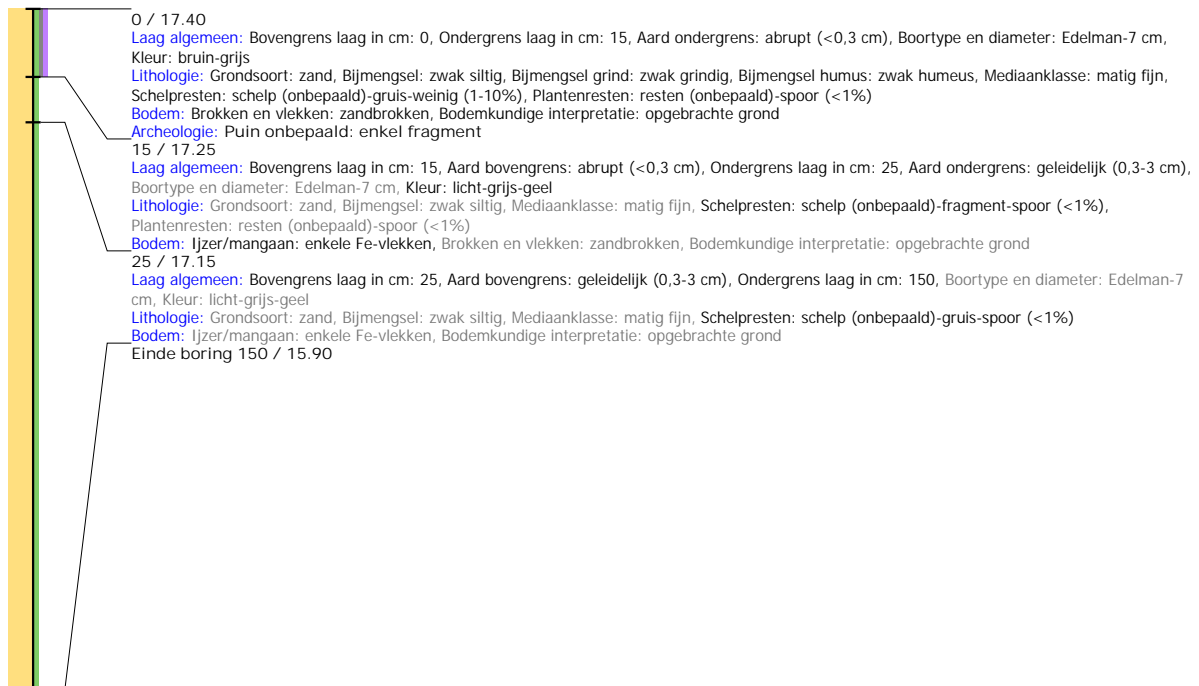 0 / 17.40
Laag algemeen: Bovengrens laag in cm: 0, Ondergrens laag in cm: 15, Aard ondergrens: abrupt (<0,3 cm), Boortype en diameter: Edelman-7 cm,
Kleur: bruin-grijs
Lithologie: Grondsoort: zand, Bijmengsel: zwak siltig, Bijmengsel grind: zwak grindig, Bijmengsel humus: zwak humeus, Mediaanklasse: matig fijn,
Schelpresten: schelp (onbepaald)-gruis-weinig (1-10%), Plantenresten: resten (onbepaald)-spoor (<1%)
Bodem: Brokken en vlekken: zandbrokken, Bodemkundige interpretatie: opgebrachte grond
Archeologie: Puin onbepaald: enkel fragment
15 / 17.25
Laag algemeen: Bovengrens laag in cm: 15, Aard bovengrens: abrupt (<0,3 cm), Ondergrens laag in cm: 25, Aard ondergrens: geleidelijk (0,3-3 cm),
Boortype en diameter: Edelman-7 cm, Kleur: licht-grijs-geel
Lithologie: Grondsoort: zand, Bijmengsel: zwak siltig, Mediaanklasse: matig fijn, Schelpresten: schelp (onbepaald)-fragment-spoor (<1%),
Plantenresten: resten (onbepaald)-spoor (<1%)
Bodem: Ijzer/mangaan: enkele Fe-vlekken, Brokken en vlekken: zandbrokken, Bodemkundige interpretatie: opgebrachte grond
25 / 17.15
Laag algemeen: Bovengrens laag in cm: 25, Aard bovengrens: geleidelijk (0,3-3 cm), Ondergrens laag in cm: 150, Boortype en diameter: Edelman-7
cm, Kleur: licht-grijs-geel
Lithologie: Grondsoort: zand, Bijmengsel: zwak siltig, Mediaanklasse: matig fijn, Schelpresten: schelp (onbepaald)-gruis-spoor (<1%)
Bodem: Ijzer/mangaan: enkele Fe-vlekken, Bodemkundige interpretatie: opgebrachte grond
Einde boring 150 / 15.90